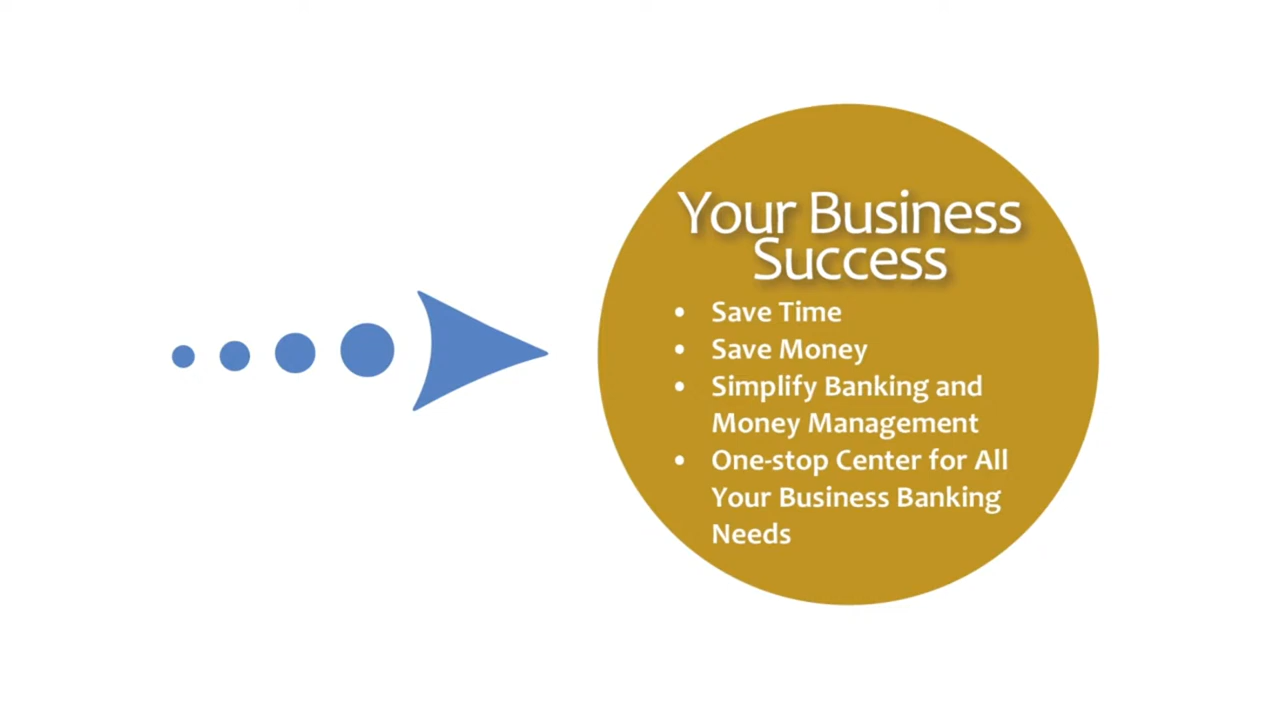 Your Business
Success
• Save Time
• Save Money
• Simplify Banking and
Money Management
• One-stop Center for All
Your Business Banking
Needs